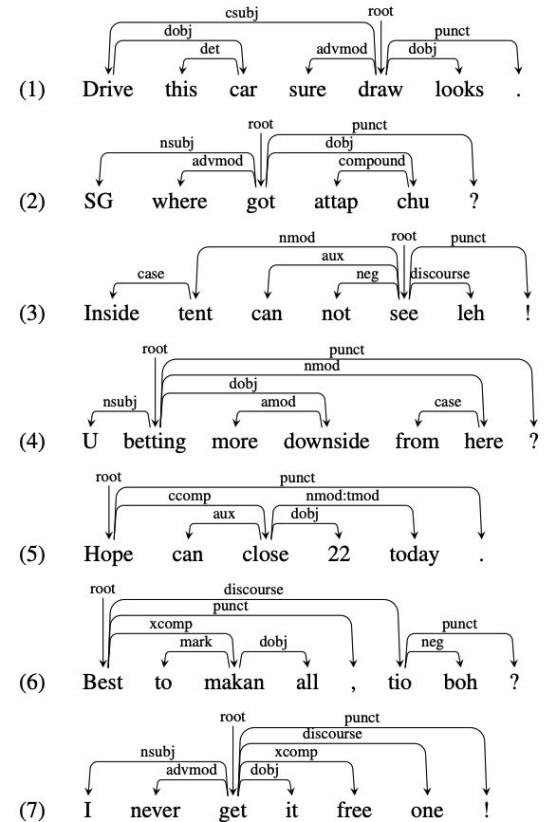 csubj root
dobj punct
det advmod dobj
(1) Drive this car sure draw looks .
root punct
nsubj dobj
advmod compound
(2) SG where got attap chu ?
nmod root punct
aux
case neg discourse
(3) Inside tent can not see leh !
root punct
nmod
dobj
nsubj amod case
(4) U betting more downside from here ?
root punct
ccomp nmod:tmod
aux dobj
(5) Hope can close 22 today .
root discourse
punct
xcomp punct
mark dobj neg
(6) Best to makan all , tio boh ?
root punct
discourse
nsubj xcomp
advmod dobj
(7) I never get it free one !